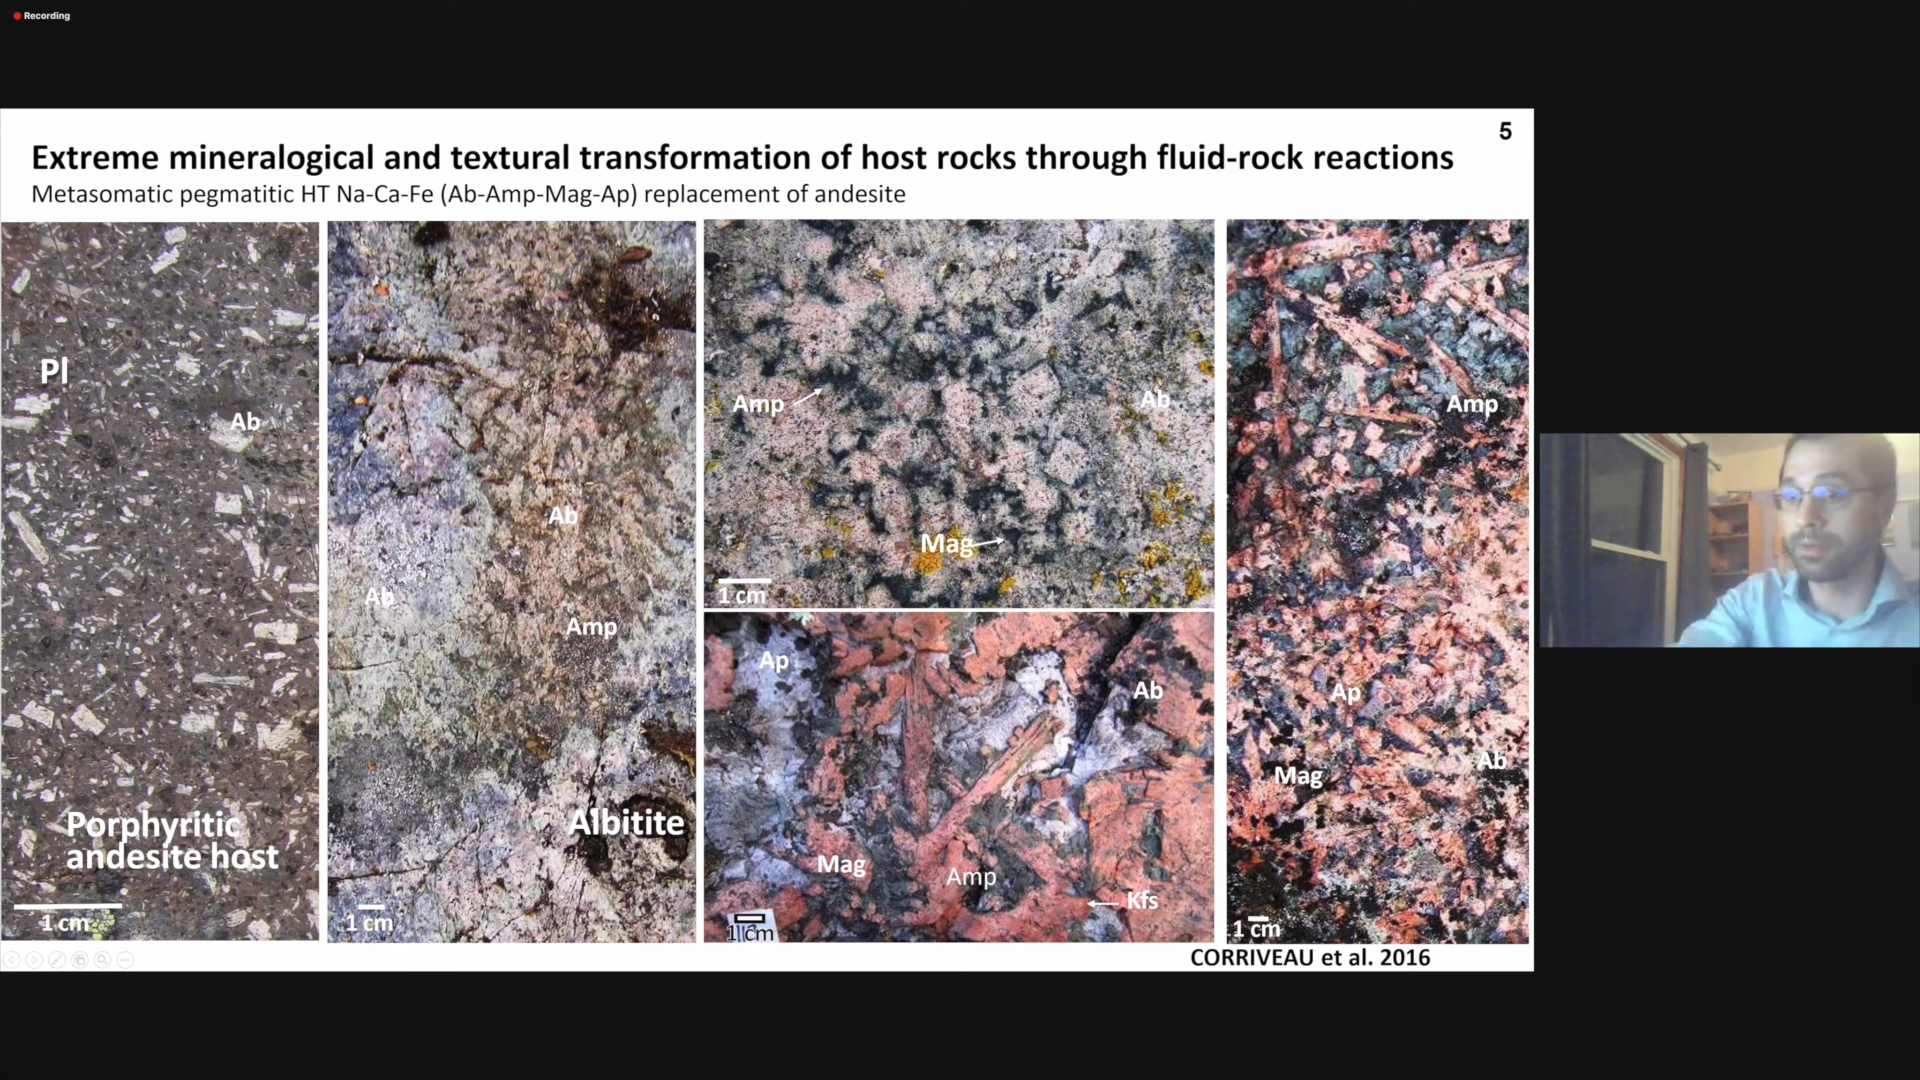 Recording
5
Extreme mineralogical and textural transformation of host rocks through fluid-rock reactions
Metasomatic pegmatitic HT Na-Ca-Fe (Ab-Amp-Mag-Ap) replacement of andesite
Pl
Ab
Porphyritic
andesite host
1 cm
Ab
Ab
Amp
Albitite
1 cm
Amp
Ab
Mag
1 cm
Ap
Ab
Mag
Amp
Kfs
1 cm
Amp
Ap
Ab
Mag
1 cm
CORRIVEAU et al. 2016